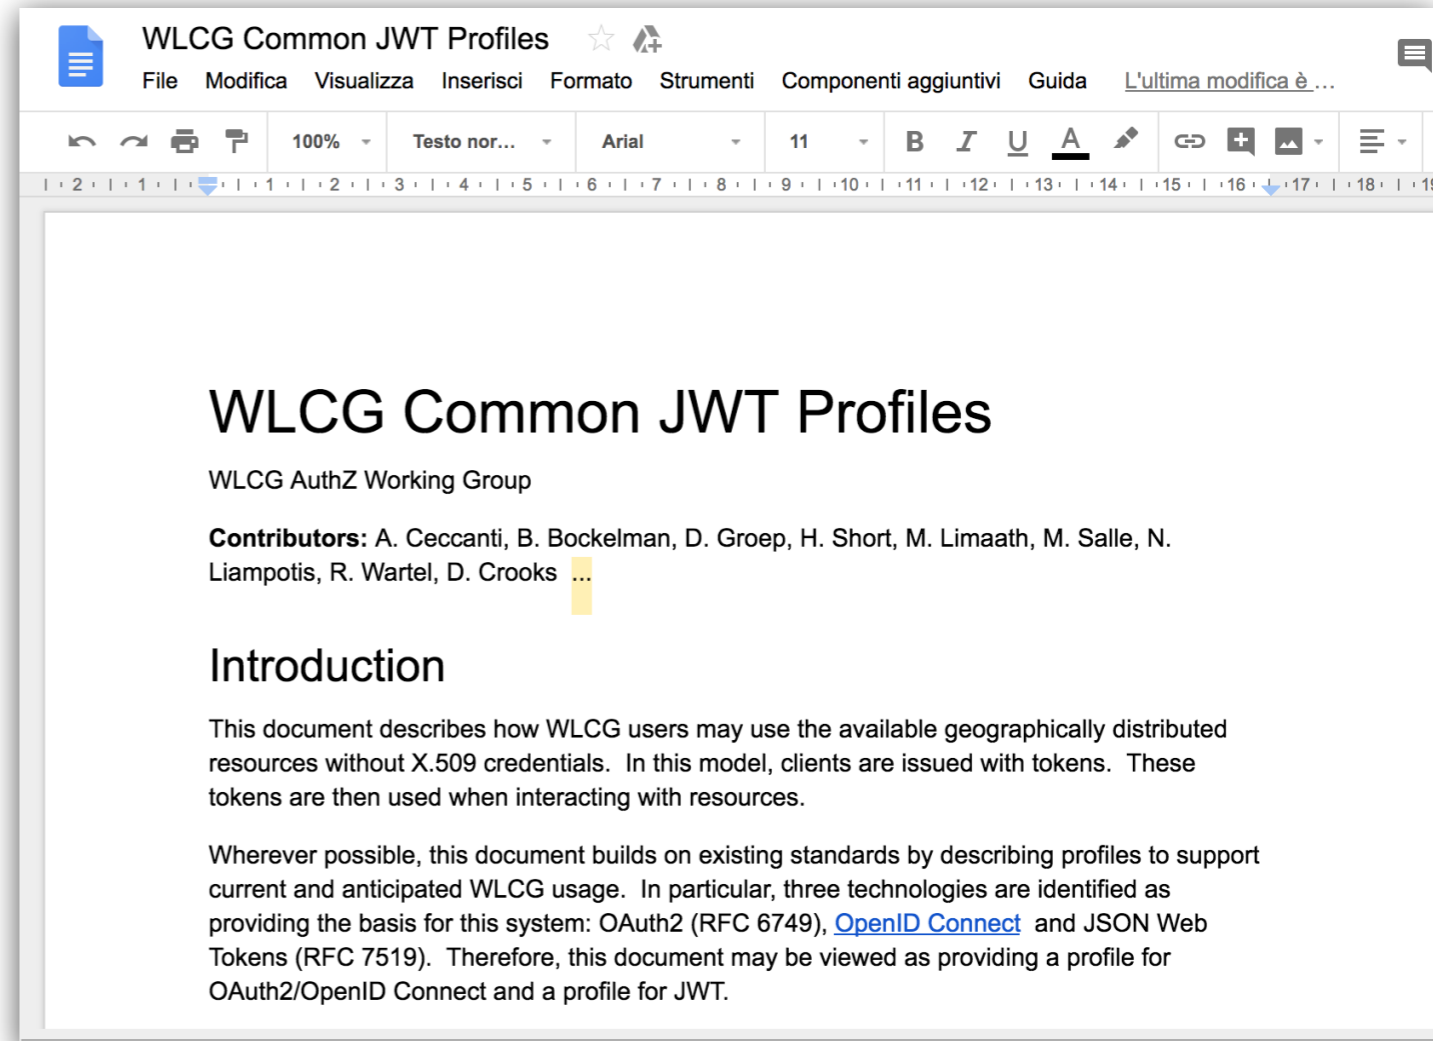 WLCG Common JWT Profiles
File Modifica Visualizza Inserisci Formato Strumenti Componenti aggiuntivi Guida L'ultima modifica è ...
100% Testo nor... Arial 11 B I U A
2 1 1 2 3 4 5 6 7 8 9 10 11 12 13 14 15 16 17 18 19
WLCG Common JWT Profiles
WLCG AuthZ Working Group
Contributors: A. Ceccanti, B. Bockelman, D. Groep, H. Short, M. Limaath, M. Salle, N.
Liampotis, R. Wartel, D. Crooks ...
Introduction
This document describes how WLCG users may use the available geographically distributed
resources without X.509 credentials. In this model, clients are issued with tokens. These
tokens are then used when interacting with resources.
Wherever possible, this document builds on existing standards by describing profiles to support
current and anticipated WLCG usage. In particular, three technologies are identified as
providing the basis for this system: OAuth2 (RFC 6749), OpenID Connect and JSON Web
Tokens (RFC 7519). Therefore, this document may be viewed as providing a profile for
OAuth2/OpenID Connect and a profile for JWT.